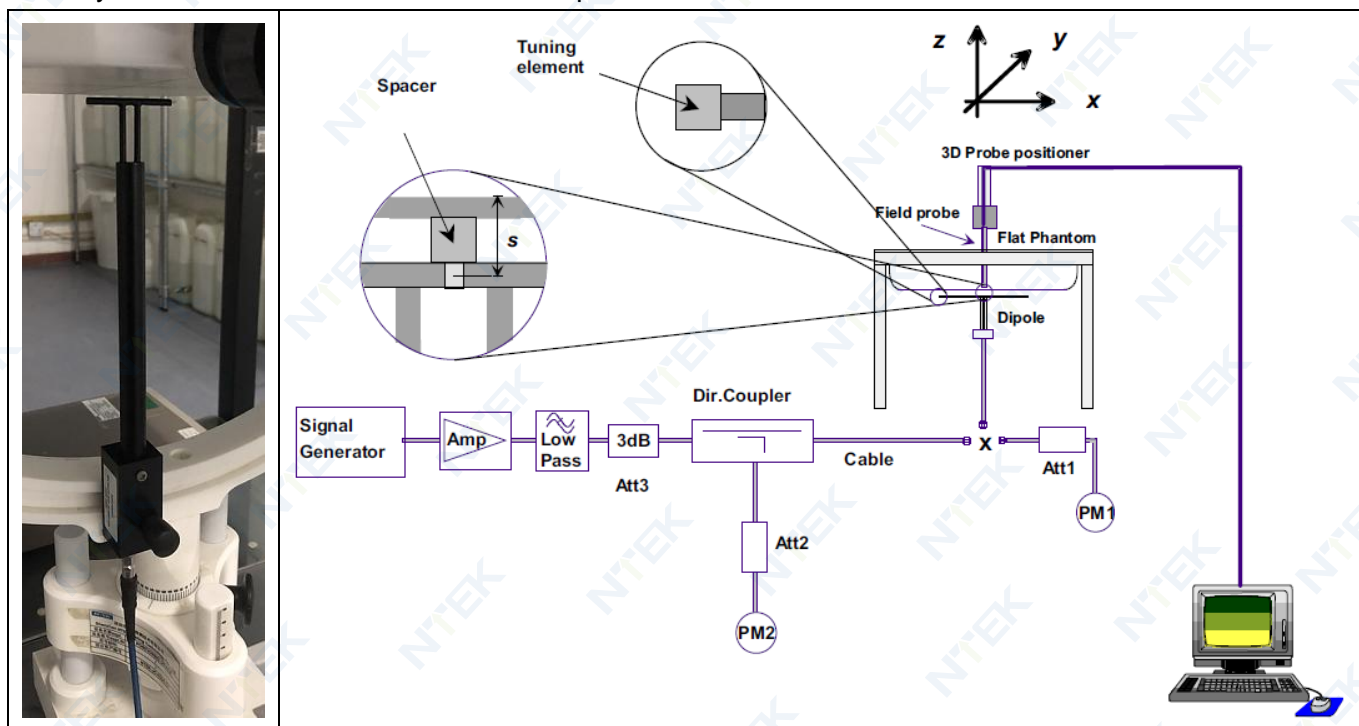 Tuning
element
Spacer
s
z
y
x
3D Probe positioner
Field probe
Flat Phantom
Dipole
Signal
Generator
Amp
Low
Pass
3dB
Att3
Dir.Coupler
Cable
x
Att1
PM1
Att2
PM2
NTEK